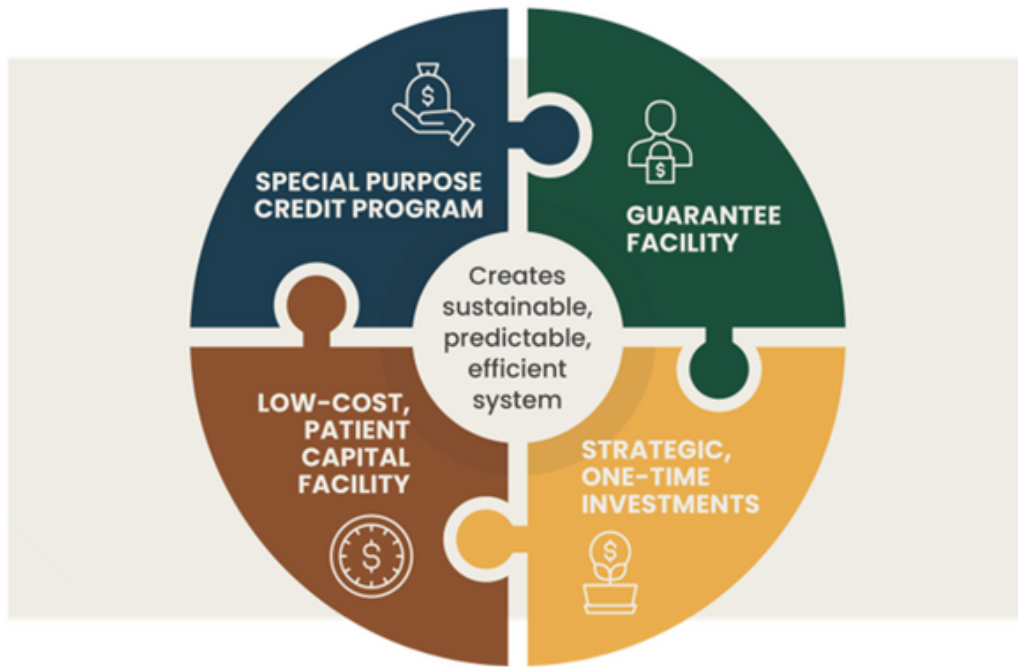 SPECIAL PURPOSE
CREDIT PROGRAM
GUARANTEE
FACILITY
Creates
sustainable,
predictable,
efficient
system
LOW-COST,
PATIENT
CAPITAL
FACILITY
STRATEGIC,
ONE-TIME
INVESTMENTS
$
$
$
$